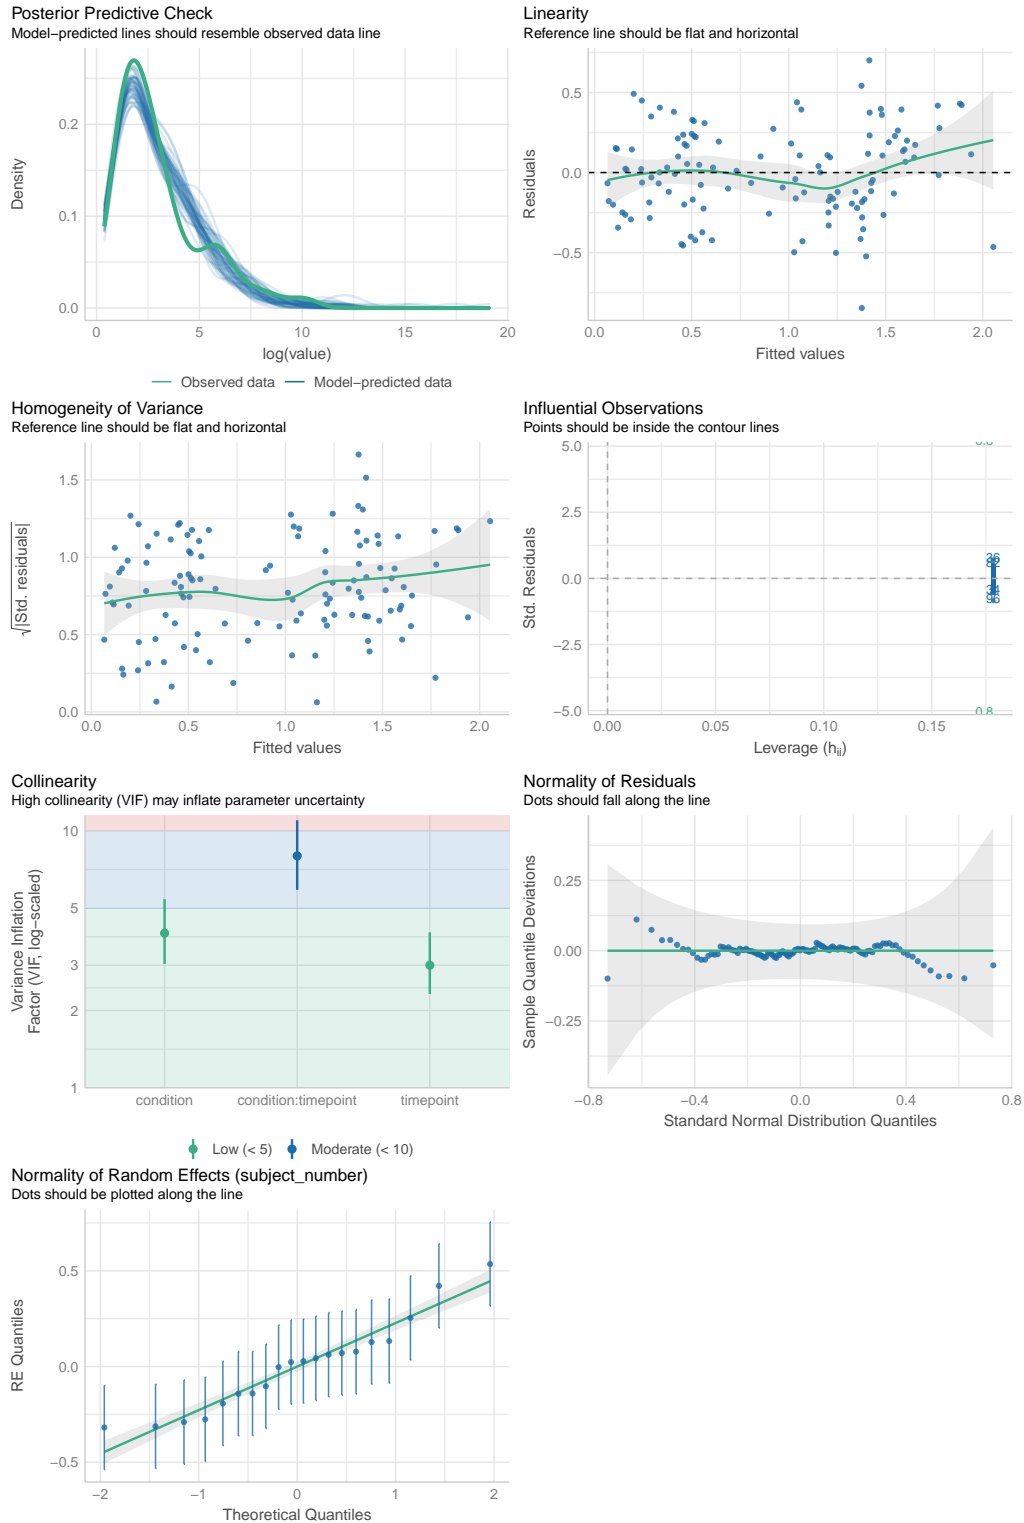 Posterior Predictive Check
Model−predicted lines should resemble observed data line
Density
0.2
0.1
0.0
0 5 10 15 20
log(value)
Observed data Model−predicted data
Linearity
Reference line should be flat and horizontal
Residuals
0.5
0.0
−0.5
0.0 0.5 1.0 1.5 2.0
Fitted values
Homogeneity of Variance
Reference line should be flat and horizontal
√|Std. residuals|
1.5
1.0
0.5
0.0
0.0 0.5 1.0 1.5 2.0
Fitted values
Influential Observations
Points should be inside the contour lines
Std. Residuals
5.0
2.5
0.0
−2.5
−5.0
0.8
0.00 0.05 0.10 0.15
Leverage (hii)
Collinearity
High collinearity (VIF) may inflate parameter uncertainty
Variance Inflation
Factor (VIF, log−scaled)
10
5
3
2
1
condition condition:timepoint timepoint
Low (< 5) Moderate (< 10)
Normality of Residuals
Dots should fall along the line
Sample Quantile Deviations
0.25
0.00
−0.25
−0.8 −0.4 0.0 0.4 0.8
Standard Normal Distribution Quantiles
Normality of Random Effects (subject_number)
Dots should be plotted along the line
RE Quantiles
0.5
0.0
−0.5
−2 −1 0 1 2
Theoretical Quantiles